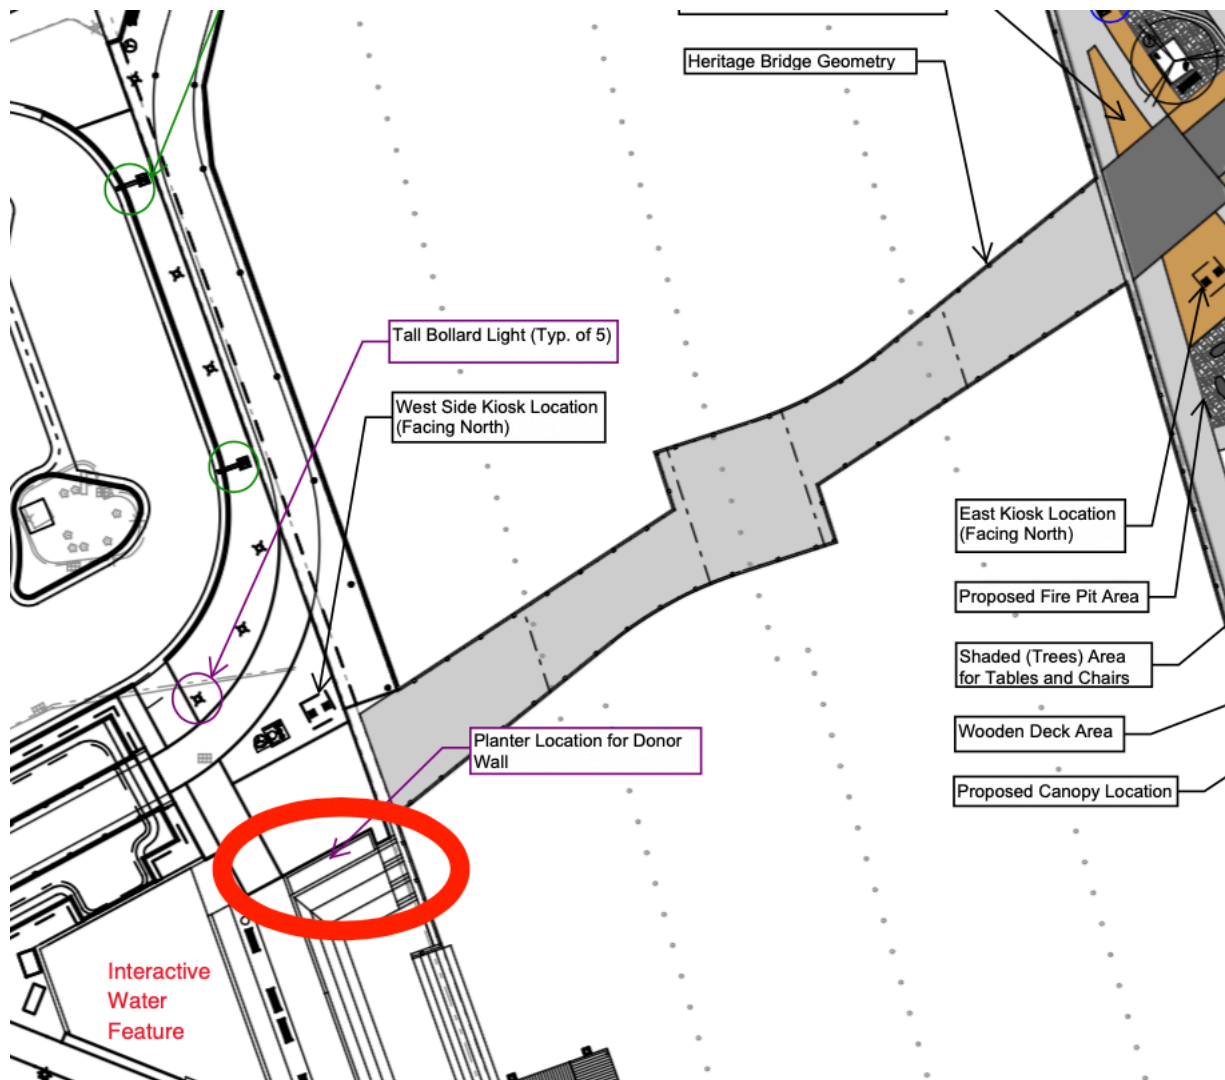 Heritage Bridge Geometry
Tall Bollard Light (Typ. of 5)
West Side Kiosk Location
(Facing North)
East Kiosk Location
(Facing North)
Proposed Fire Pit Area
Shaded (Trees) Area
for Tables and Chairs
Wooden Deck Area
Planter Location for Donor
Wall
Proposed Canopy Location
Interactive
Water
Feature